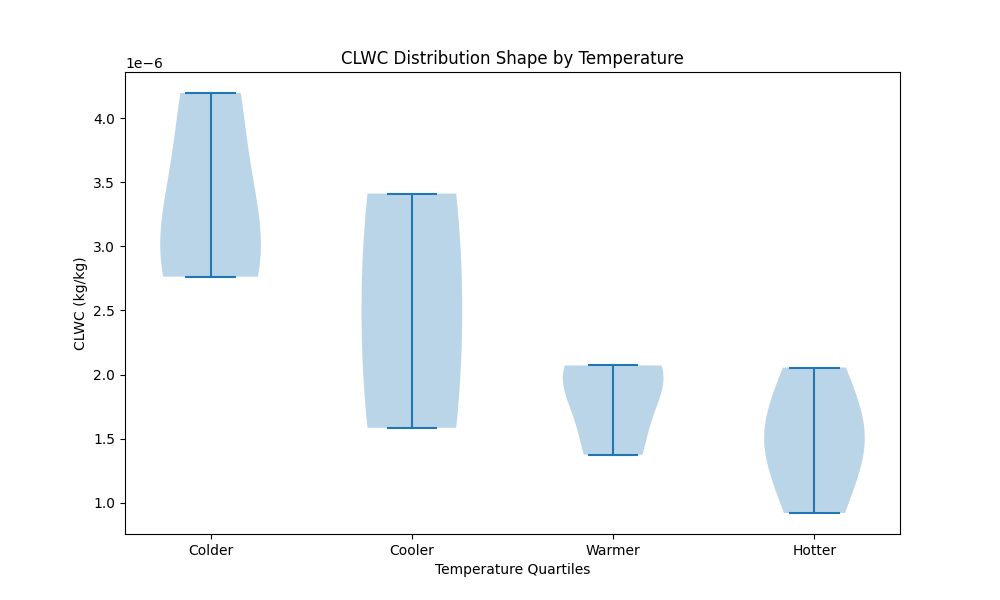 CLWC Distribution Shape by Temperature
1e−6
4.0
3.5
3.0
2.5
2.0
1.5
1.0
CLWC (kg/kg)
Colder Cooler Warmer Hotter
Temperature Quartiles